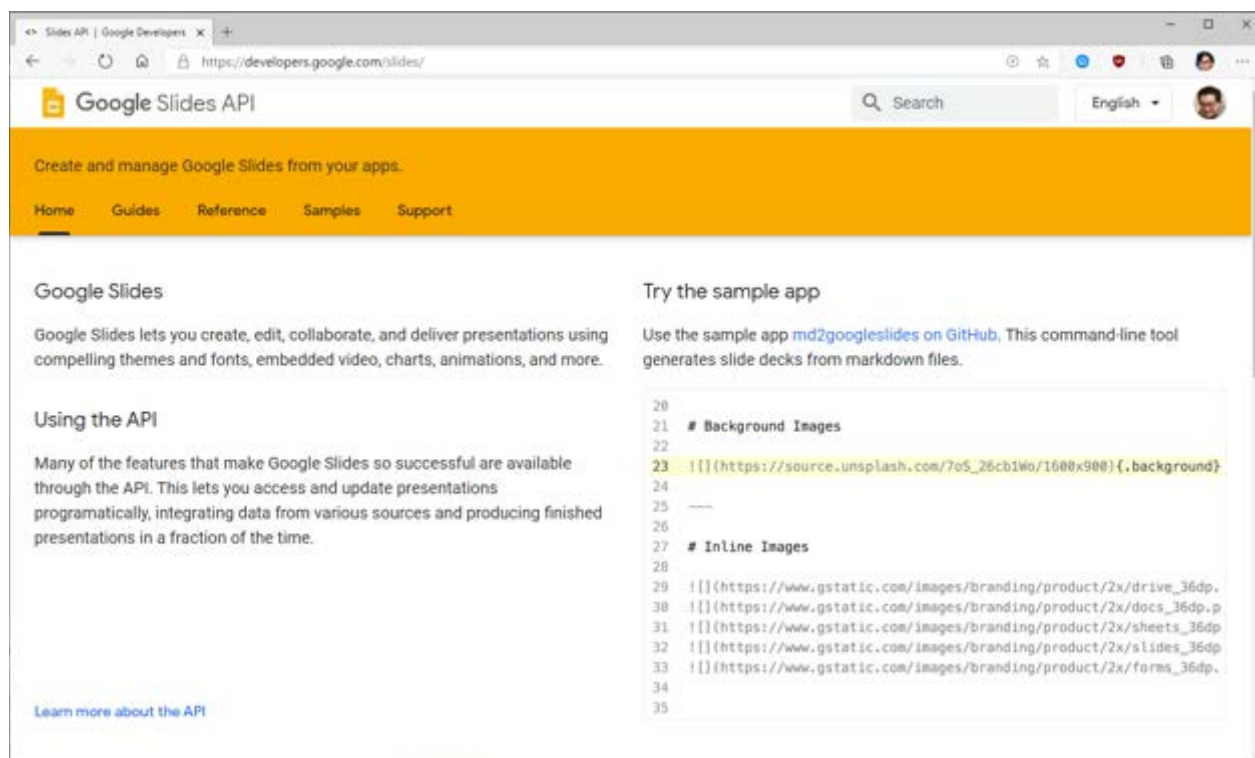 Slides API | Google Developers
https://developers.google.com/slides/
Google Slides API
Search
English
Create and manage Google Slides from your apps.
Home Guides Reference Samples Support
Google Slides
Google Slides lets you create, edit, collaborate, and deliver presentations using
compelling themes and fonts, embedded video, charts, animations, and more.
Using the API
Many of the features that make Google Slides so successful are available
through the API. This lets you access and update presentations
programatically, integrating data from various sources and producing finished
presentations in a fraction of the time.
Learn more about the API
Try the sample app
Use the sample app md2googleslides on GitHub. This command-line tool
generates slide decks from markdown files.
20
21 # Background Images
22
23 ![](https://source.unsplash.com/7oS_26cb1Wo/1600x900){.background}
24
25 ---
26
27 # Inline Images
28
29 ![](https://www.gstatic.com/images/branding/product/2x/drive_36dp.
30 ![](https://www.gstatic.com/images/branding/product/2x/docs_36dp.p
31 ![](https://www.gstatic.com/images/branding/product/2x/sheets_36dp
32 ![](https://www.gstatic.com/images/branding/product/2x/slides_36dp
33 ![](https://www.gstatic.com/images/branding/product/2x/forms_36dp.
34
35